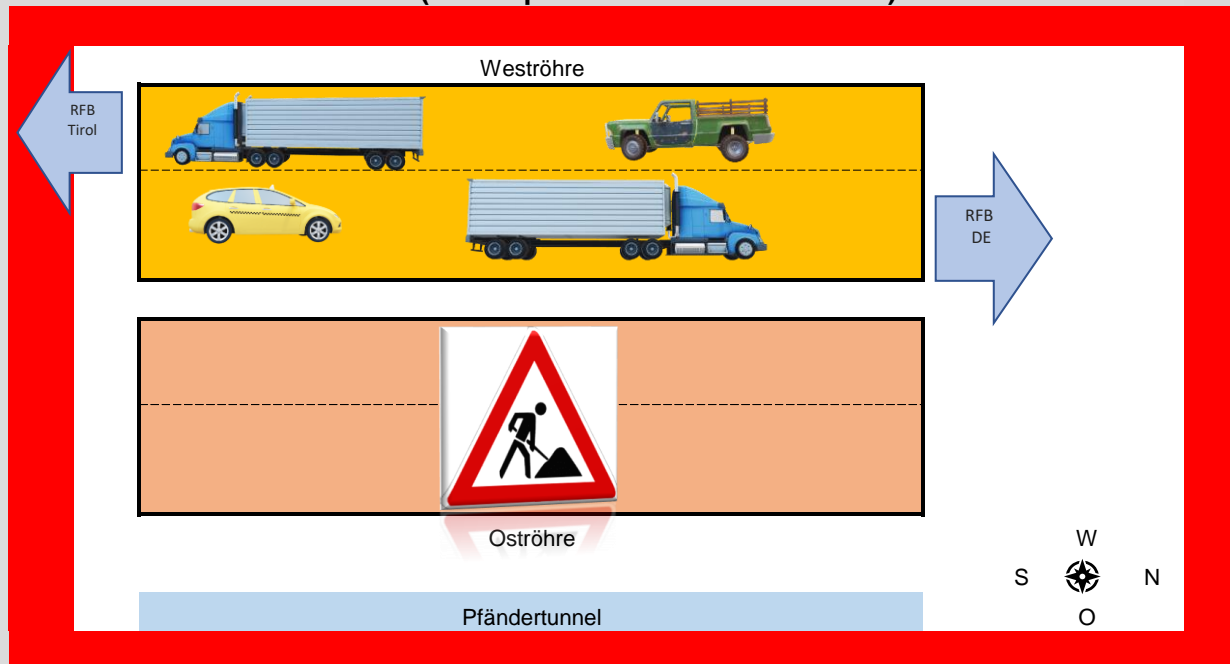 Weströhre
RFB
Tirol
RFB
DE
Oströhre
W
S N
O
Pfändertunnel